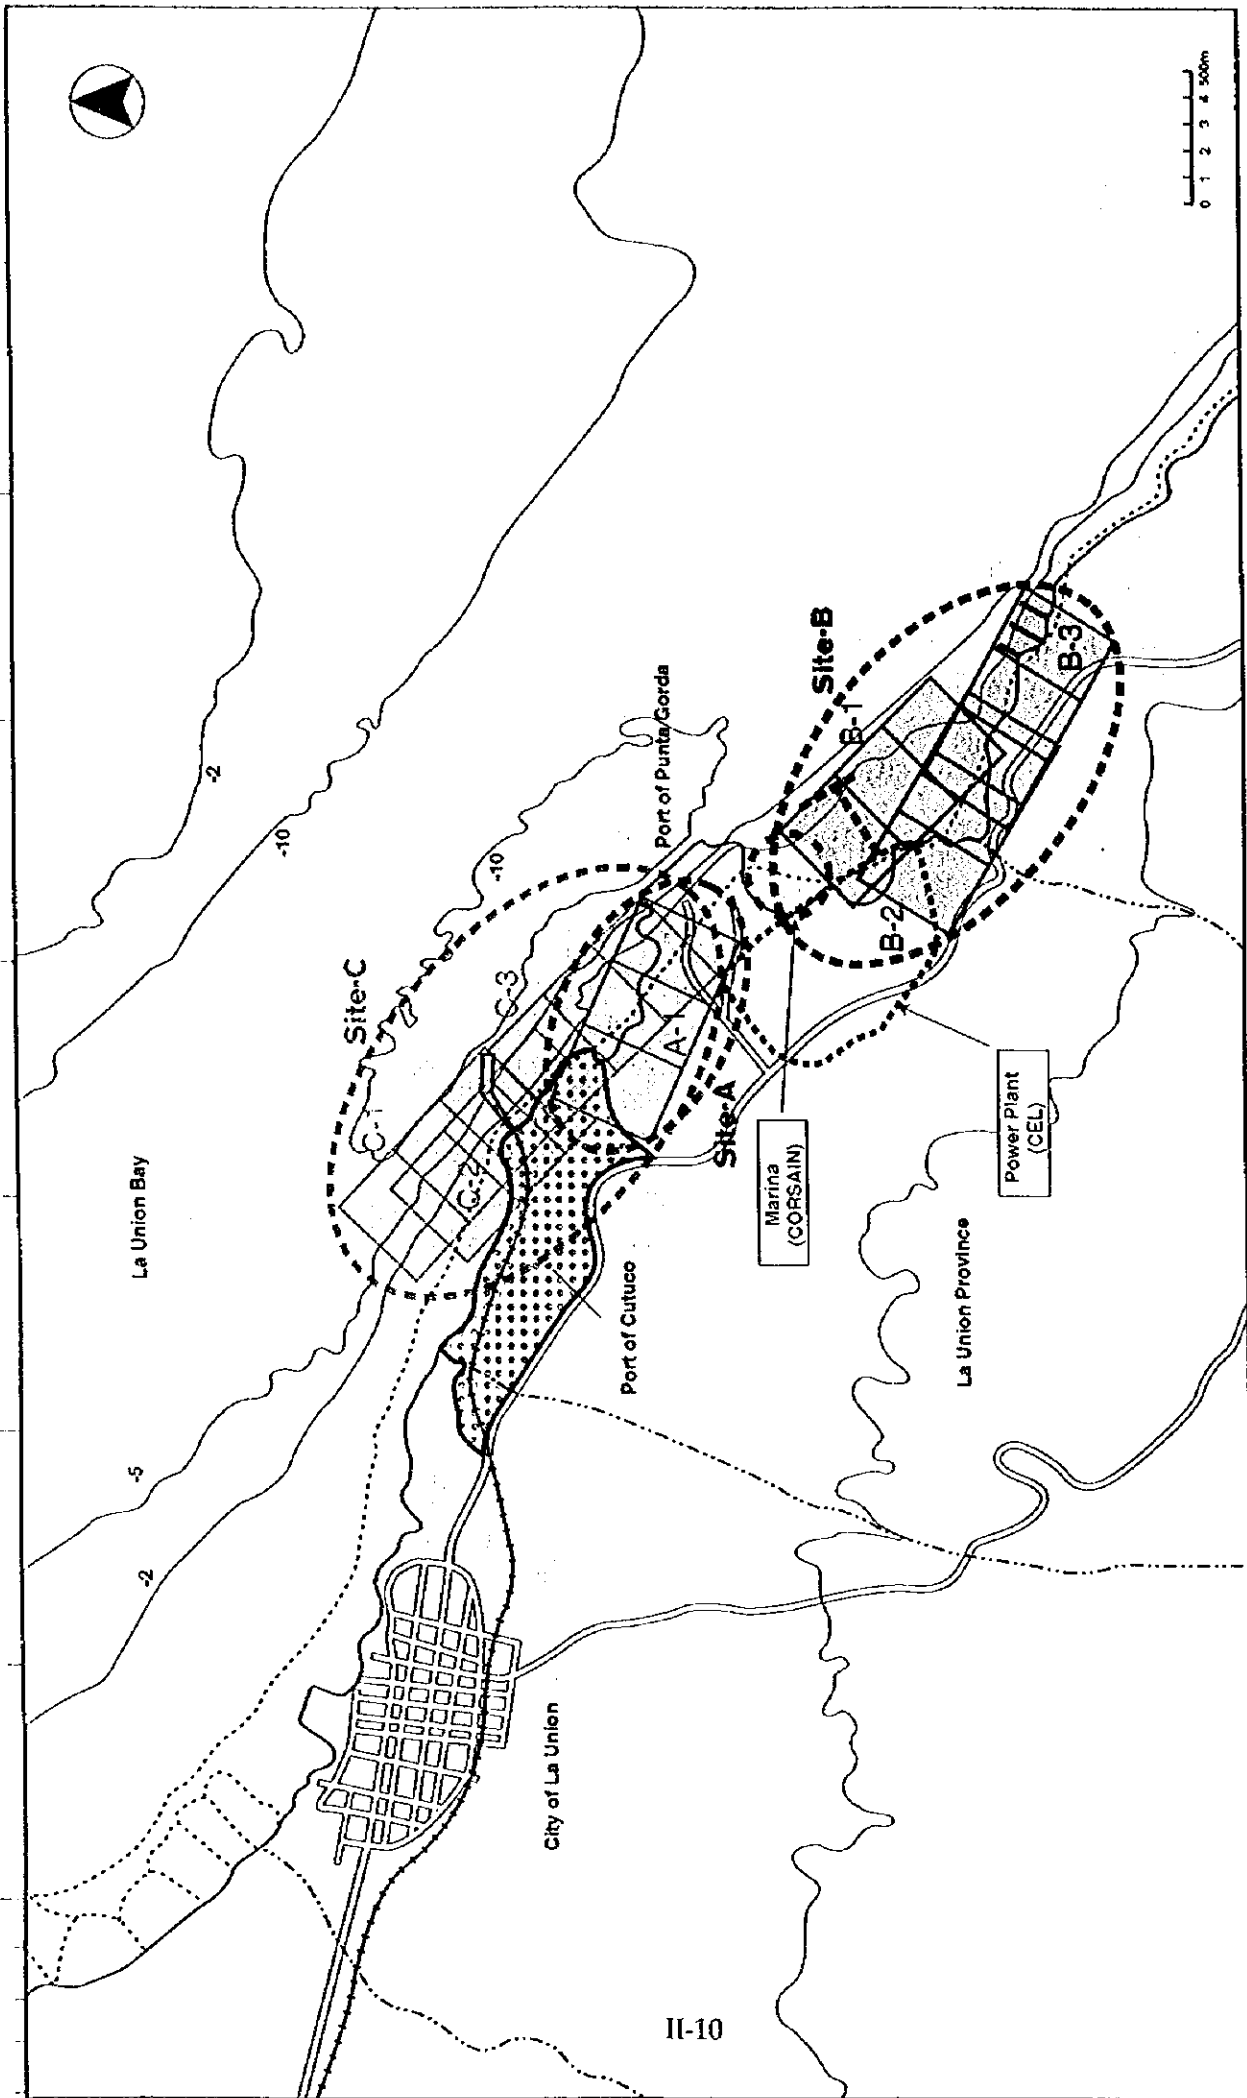 La Union Bay
-5
-2
-2
-10
-10
Site-C
C-1
C-2
C-3
Port of Punta Gorda
Site-B
B-1
B-2
B-3
A-1
Site-A
Marina
(CORSAIN)
Power Plant
(CEL)
Port of Cutuco
La Union Province
City of La Union
0 1 2 3 4 500m
II-10